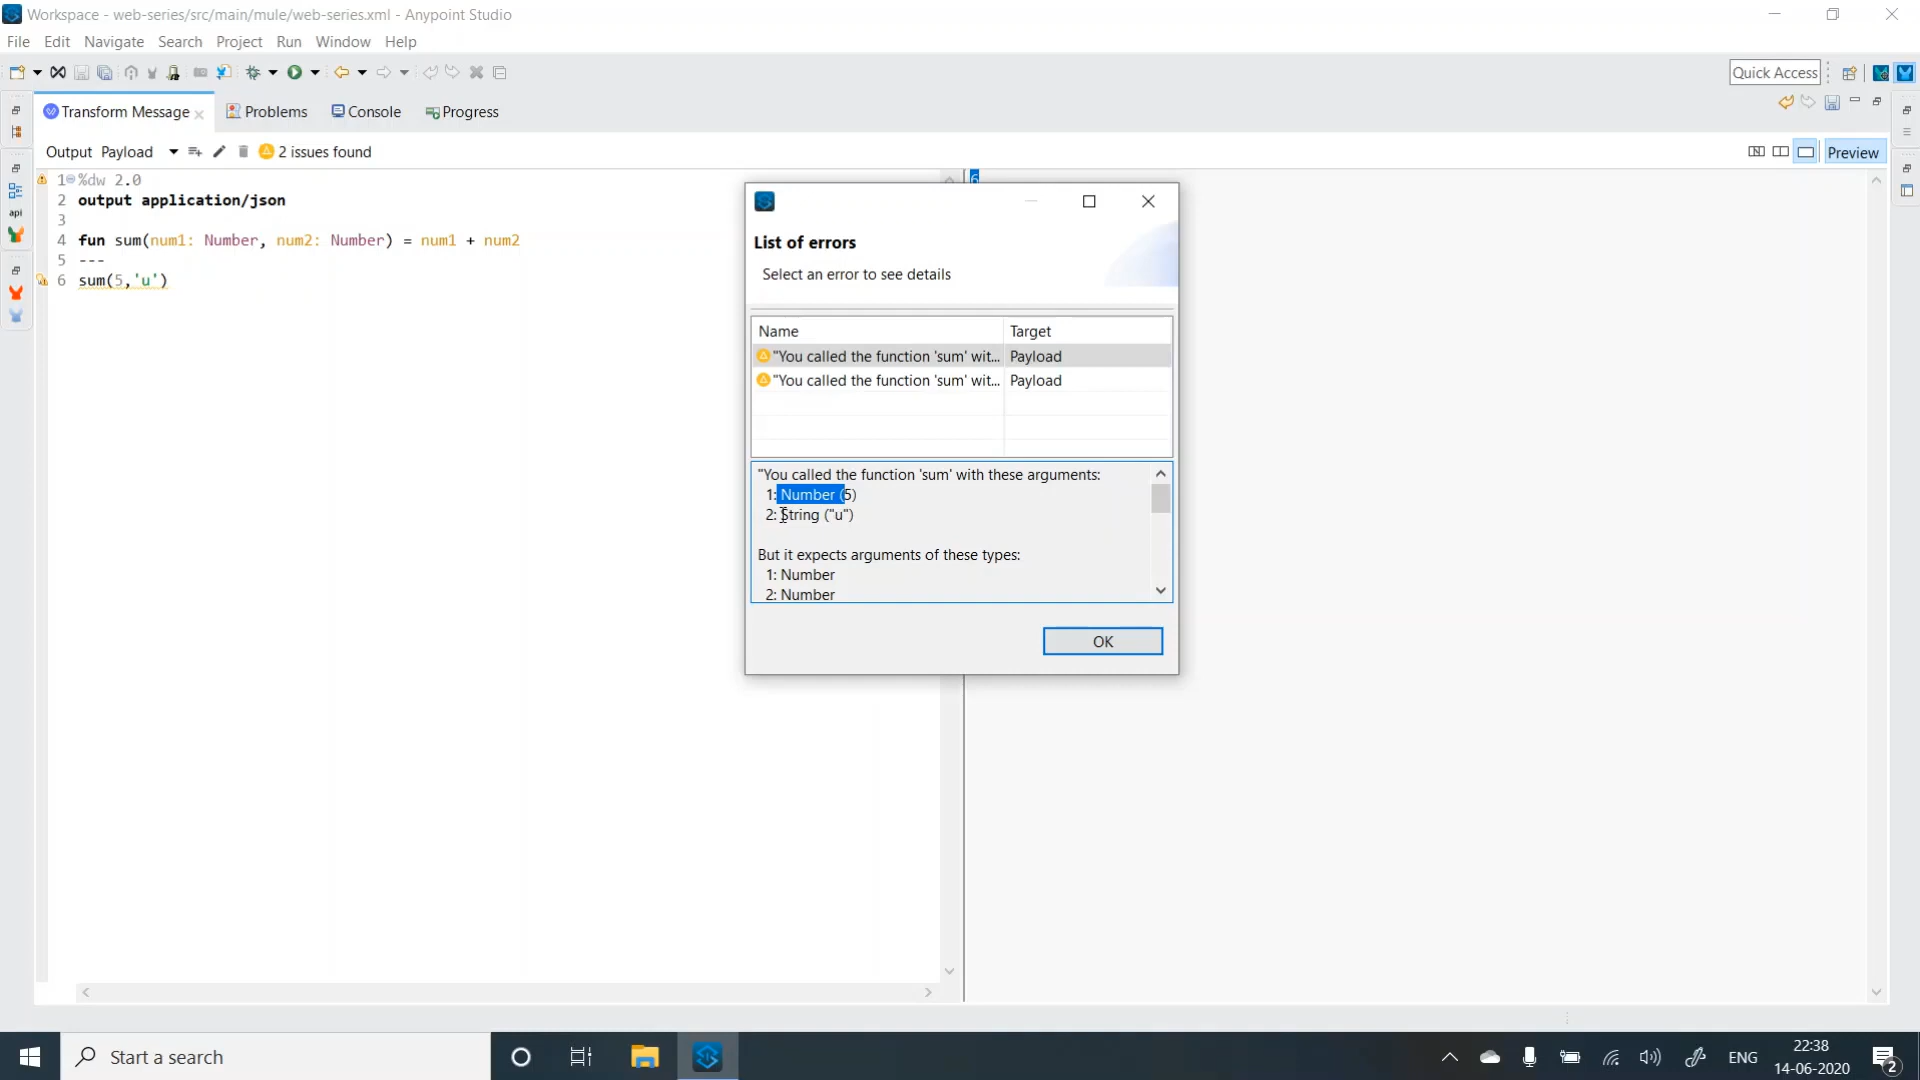 Workspace - web-series/src/main/mule/web-series.xml - Anypoint Studio
File Edit Navigate Search Project Run Window Help
Quick Access
Transform Message
Problems
Console
Progress
Output Payload
2 issues found
Preview
1 %dw 2.0
2 output application/json
3
4 fun sum(num1: Number, num2: Number) = num1 + num2
5 ---
6 sum(5,'u')
api
6
List of errors
Select an error to see details
Name Target
"You called the function 'sum' wit... Payload
"You called the function 'sum' wit... Payload
"You called the function 'sum' with these arguments:
1: Number (5)
2: String ("u")
But it expects arguments of these types:
1: Number
2: Number
OK
Start a search
ENG
22:38
14-06-2020
2